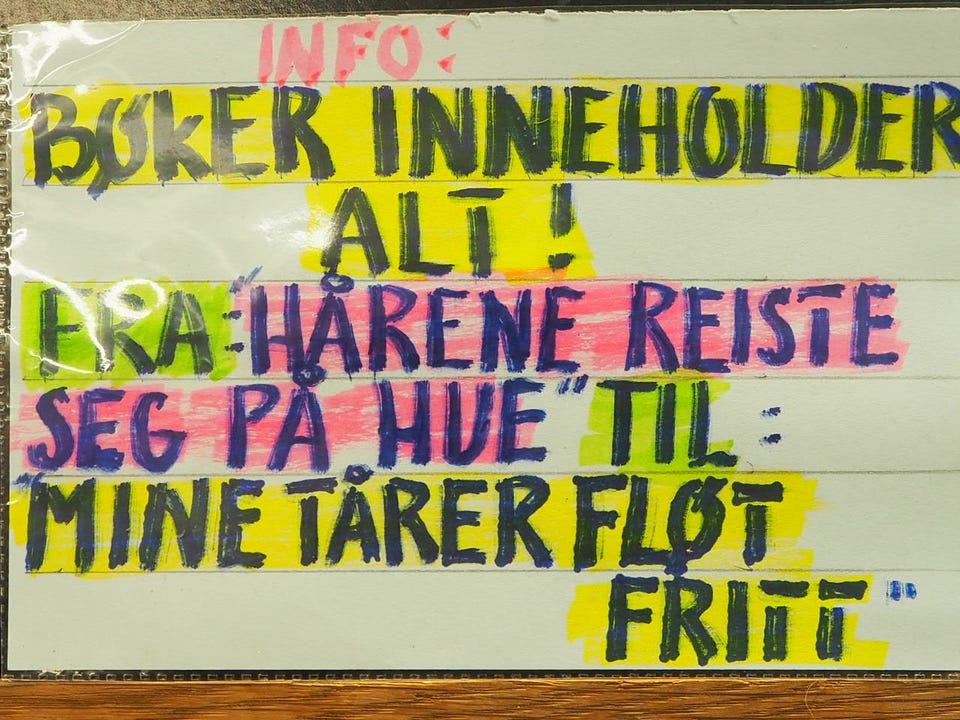 INFO:
BØKER INNEHOLDER
ALT!
FRA: "HÅRENE REISTE
SEG PÅ HUE" TIL:
"MINE TÅRER FLØT
FRITT"